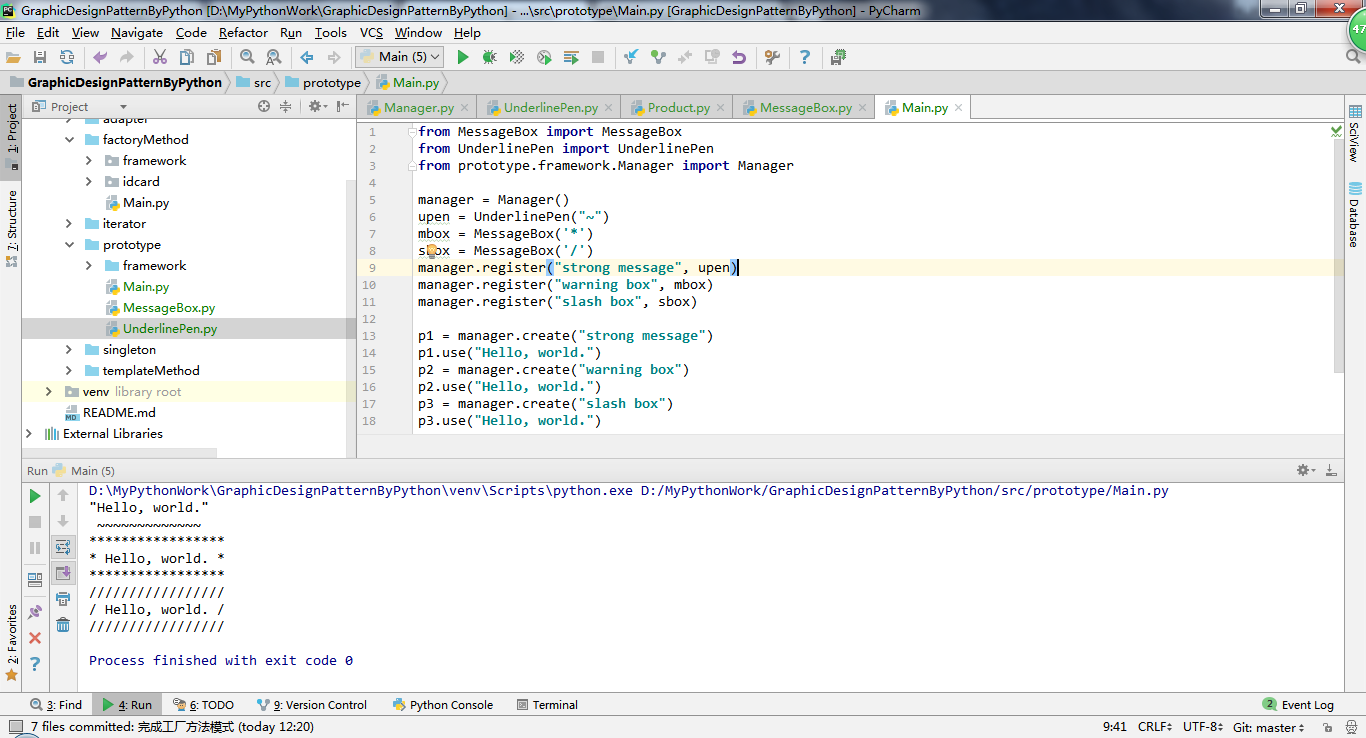 GraphicDesignPatternByPython [D:\MyPythonWork\GraphicDesignPatternByPython] - ...\src\prototype\Main.py [GraphicDesignPatternByPython] - PyCharm
47
File Edit View Navigate Code Refactor Run Tools VCS Window Help
Main (5)
GraphicDesignPatternByPython src prototype Main.py
Project
Manager.py UnderlinePen.py Product.py MessageBox.py Main.py
1: Project
7: Structure
2: Favorites
SciView
Database
adapter
factoryMethod
framework
idcard
Main.py
iterator
prototype
framework
Main.py
MessageBox.py
UnderlinePen.py
singleton
templateMethod
venv library root
README.md
External Libraries
1 from MessageBox import MessageBox
2 from UnderlinePen import UnderlinePen
3 from prototype.framework.Manager import Manager
4
5 manager = Manager()
6 upen = UnderlinePen("~")
7 mbox = MessageBox('*')
8 sbox = MessageBox('/')
9 manager.register("strong message", upen)
10 manager.register("warning box", mbox)
11 manager.register("slash box", sbox)
12
13 p1 = manager.create("strong message")
14 p1.use("Hello, world.")
15 p2 = manager.create("warning box")
16 p2.use("Hello, world.")
17 p3 = manager.create("slash box")
18 p3.use("Hello, world.")
Run Main (5)
D:\MyPythonWork\GraphicDesignPatternByPython\venv\Scripts\python.exe D:/MyPythonWork/GraphicDesignPatternByPython/src/prototype/Main.py
"Hello, world."
~~~~~~~~~~~~~
*****************
* Hello, world. *
*****************
/////////////////
/ Hello, world. /
/////////////////
Process finished with exit code 0
3: Find 4: Run 6: TODO 9: Version Control Python Console Terminal 2 Event Log
7 files committed: 完成工厂方法模式 (today 12:20) 9:41 CRLF UTF-8 Git: master